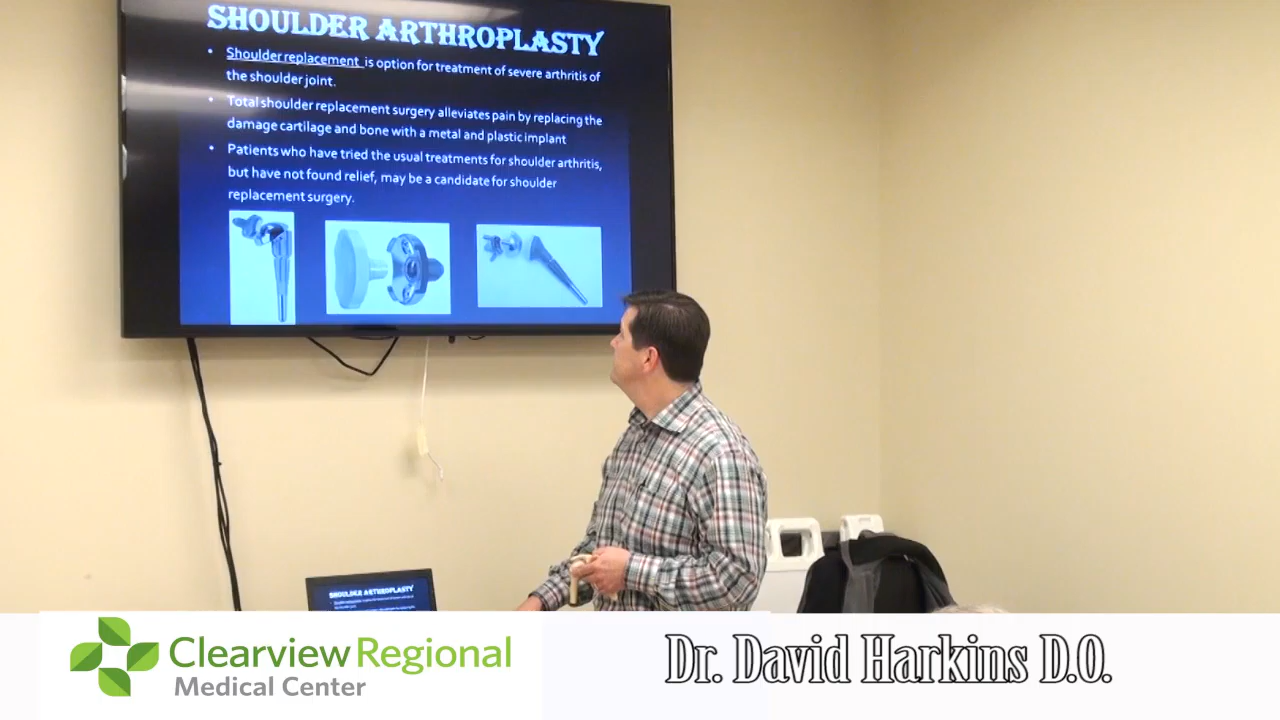 SHOULDER ARTHROPLASTY
• Shoulder replacement is option for treatment of severe arthritis of
the shoulder joint.
• Total shoulder replacement surgery alleviates pain by replacing the
damage cartilage and bone with a metal and plastic implant
• Patients who have tried the usual treatments for shoulder arthritis,
but have not found relief, may be a candidate for shoulder
replacement surgery.
SHOULDER ARTHROPLASTY
Clearview Regional
Medical Center
Dr. David Harkins D.O.